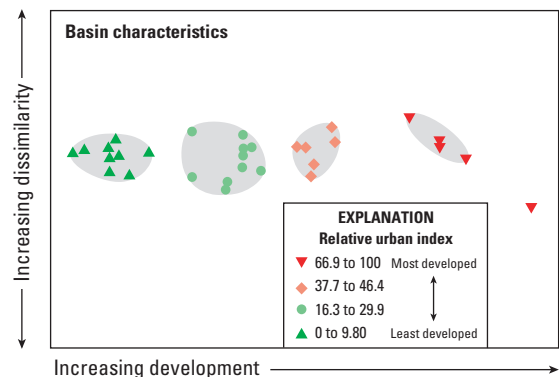 Basin characteristics
Increasing dissimilarity
EXPLANATION
Relative urban index
66.9 to 100 Most developed
37.7 to 46.4
16.3 to 29.9
0 to 9.80 Least developed
Increasing development